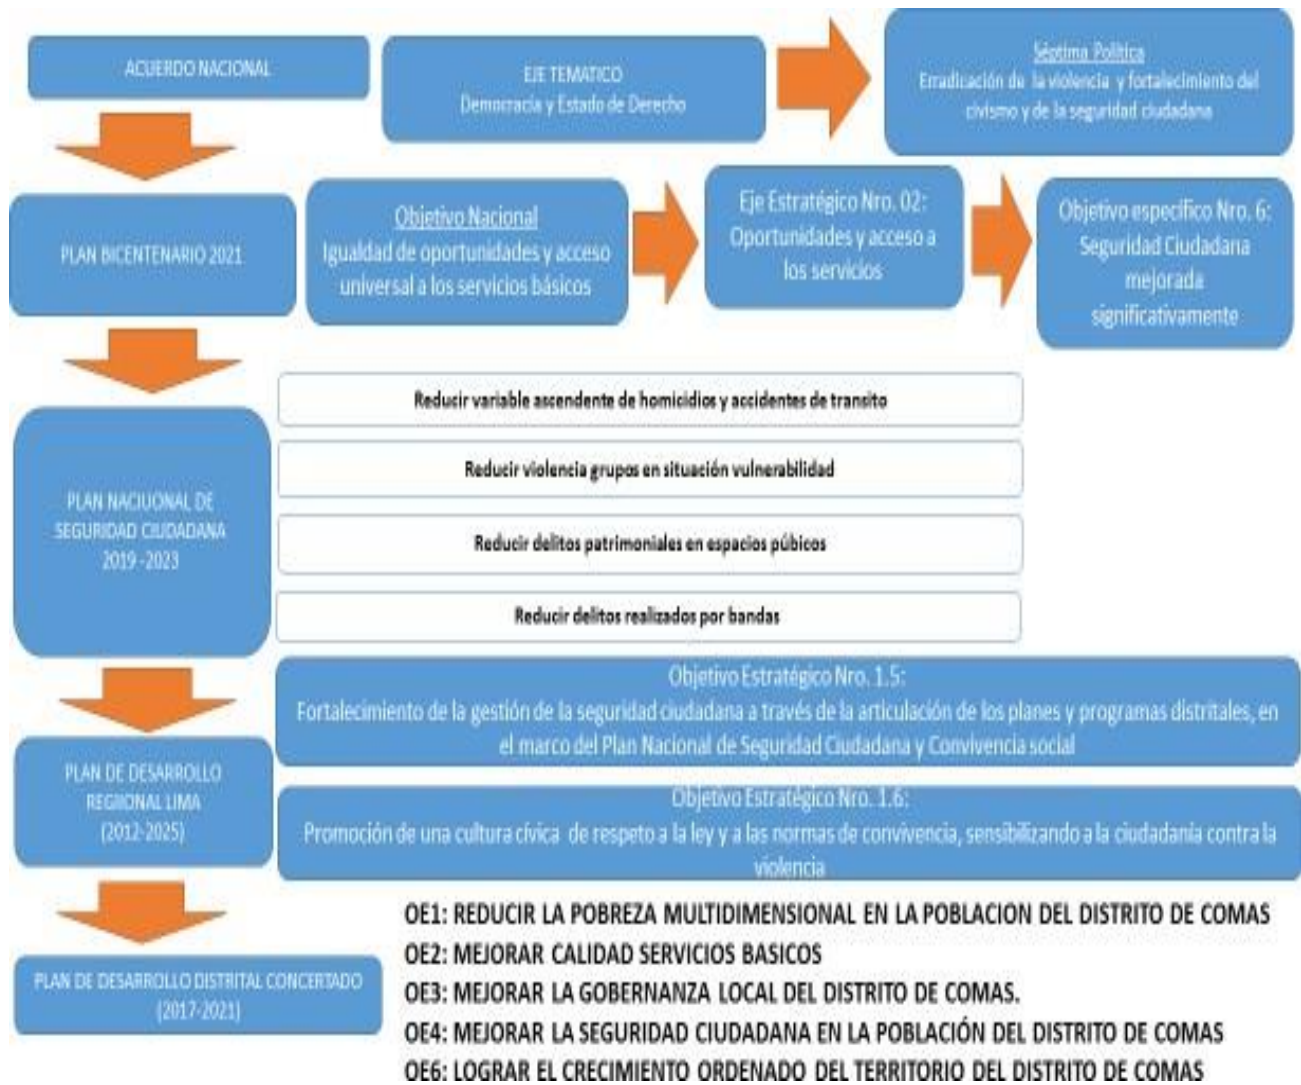 ACUERDO NACIONAL
EJE TEMATICO
Democracia y Estado de Derecho
Séptima Política
Erradicación de la violencia y fortalecimiento del
civismo y de la seguridad ciudadana
PLAN BICENTENARIO 2021
Objetivo Nacional
Igualdad de oportunidades y acceso
universal a los servicios básicos
Eje Estratégico Nro. 02:
Oportunidades y acceso a
los servicios
Objetivo específico Nro. 6:
Seguridad Ciudadana
mejorada
significativamente
PLAN NACIUONAL DE
SEGURIDAD CIUDADANA
2019 -2023
Reducir variable ascendente de homicidios y accidentes de transito
Reducir violencia grupos en situación vulnerabilidad
Reducir delitos patrimoniales en espacios púbicos
Reducir delitos realizados por bandas
PLAN DE DESARROLLO
REGIIONAL LIMA
(2012-2025)
Objetivo Estratégico Nro. 1.5:
Fortalecimiento de la gestión de la seguridad ciudadana a través de la articulación de los planes y programas distritales, en
el marco del Plan Nacional de Seguridad Ciudadana y Convivencia social
Objetivo Estratégico Nro. 1.6:
Promoción de una cultura cívica de respeto a la ley y a las normas de convivencia, sensibilizando a la ciudadanía contra la
violencia
PLAN DE DESARROLLO DISTRITAL CONCERTADO
(2017-2021)
OE1: REDUCIR LA POBREZA MULTIDIMENSIONAL EN LA POBLACION DEL DISTRITO DE COMAS
OE2: MEJORAR CALIDAD SERVICIOS BASICOS
OE3: MEJORAR LA GOBERNANZA LOCAL DEL DISTRITO DE COMAS.
OE4: MEJORAR LA SEGURIDAD CIUDADANA EN LA POBLACIÓN DEL DISTRITO DE COMAS
OE6: LOGRAR EL CRECIMIENTO ORDENADO DEL TERRITORIO DEL DISTRITO DE COMAS